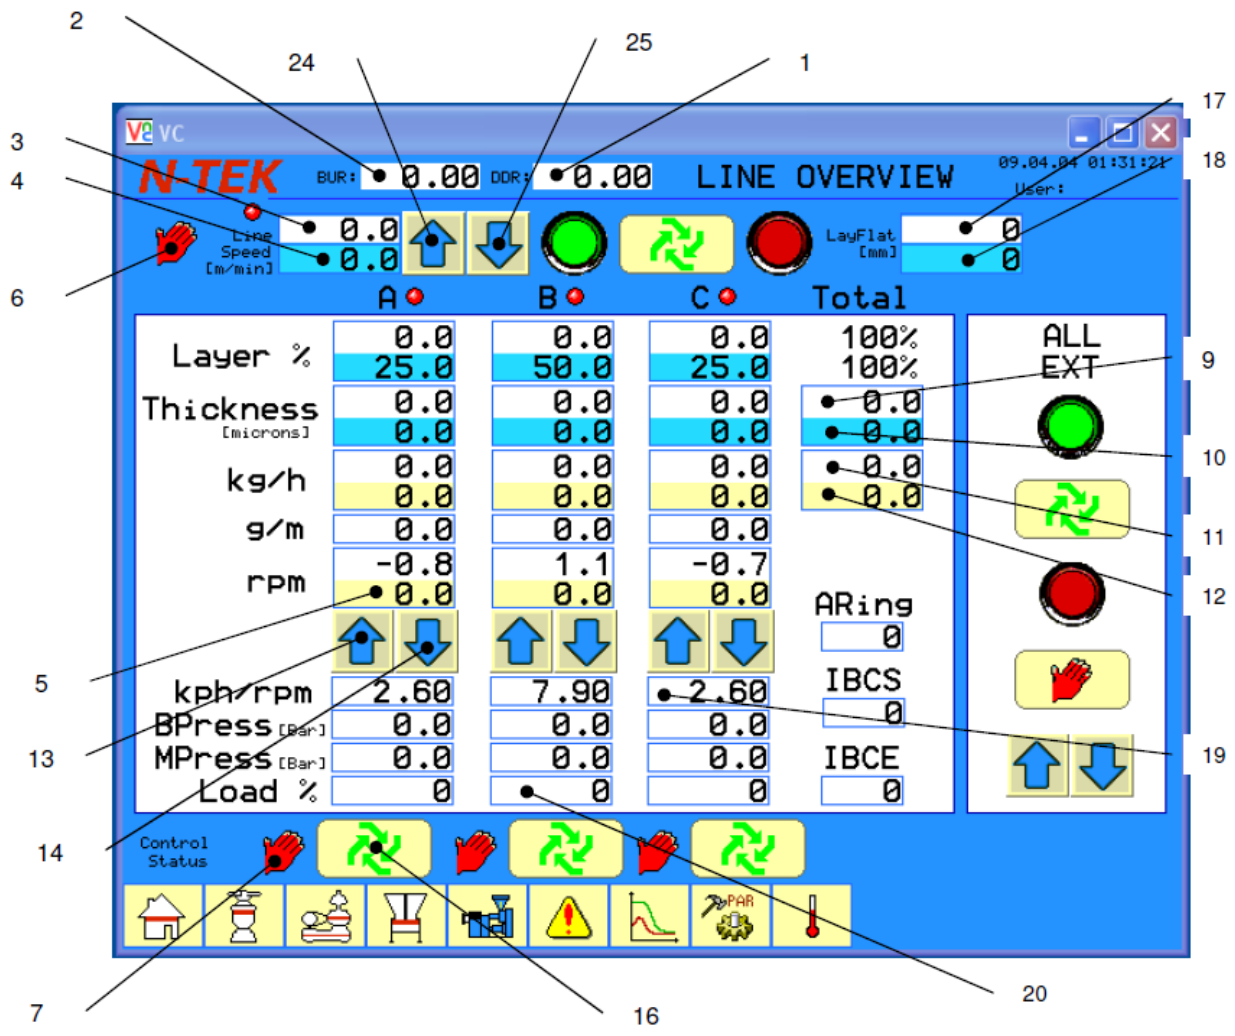 2
24
25
1
17
3
18
4
VC
N-TEK BUR: 0.00 DDR: 0.00 LINE OVERVIEW 09.04.04 01:31:21
User:
Line Speed [m/min] 0.0
0.0
LayFlat [mm] 0
0
6
A B C Total
Layer % 0.0 0.0 0.0 100%
25.0 50.0 25.0 100%
ALL
EXT
9
Thickness [microns] 0.0 0.0 0.0 0.0
0.0 0.0 0.0 0.0
10
kg/h 0.0 0.0 0.0 0.0
0.0 0.0 0.0 0.0
11
g/m 0.0 0.0 0.0
rpm -0.8 1.1 -0.7
0.0 0.0 0.0
12
ARing
0
5
kph/rpm 2.60 7.90 2.60
IBCS
0
BPress [Bar] 0.0 0.0 0.0
13
MPress [Bar] 0.0 0.0 0.0
IBCE
0
19
Load % 0 0 0
14
Control
Status
PAR
7
16
20